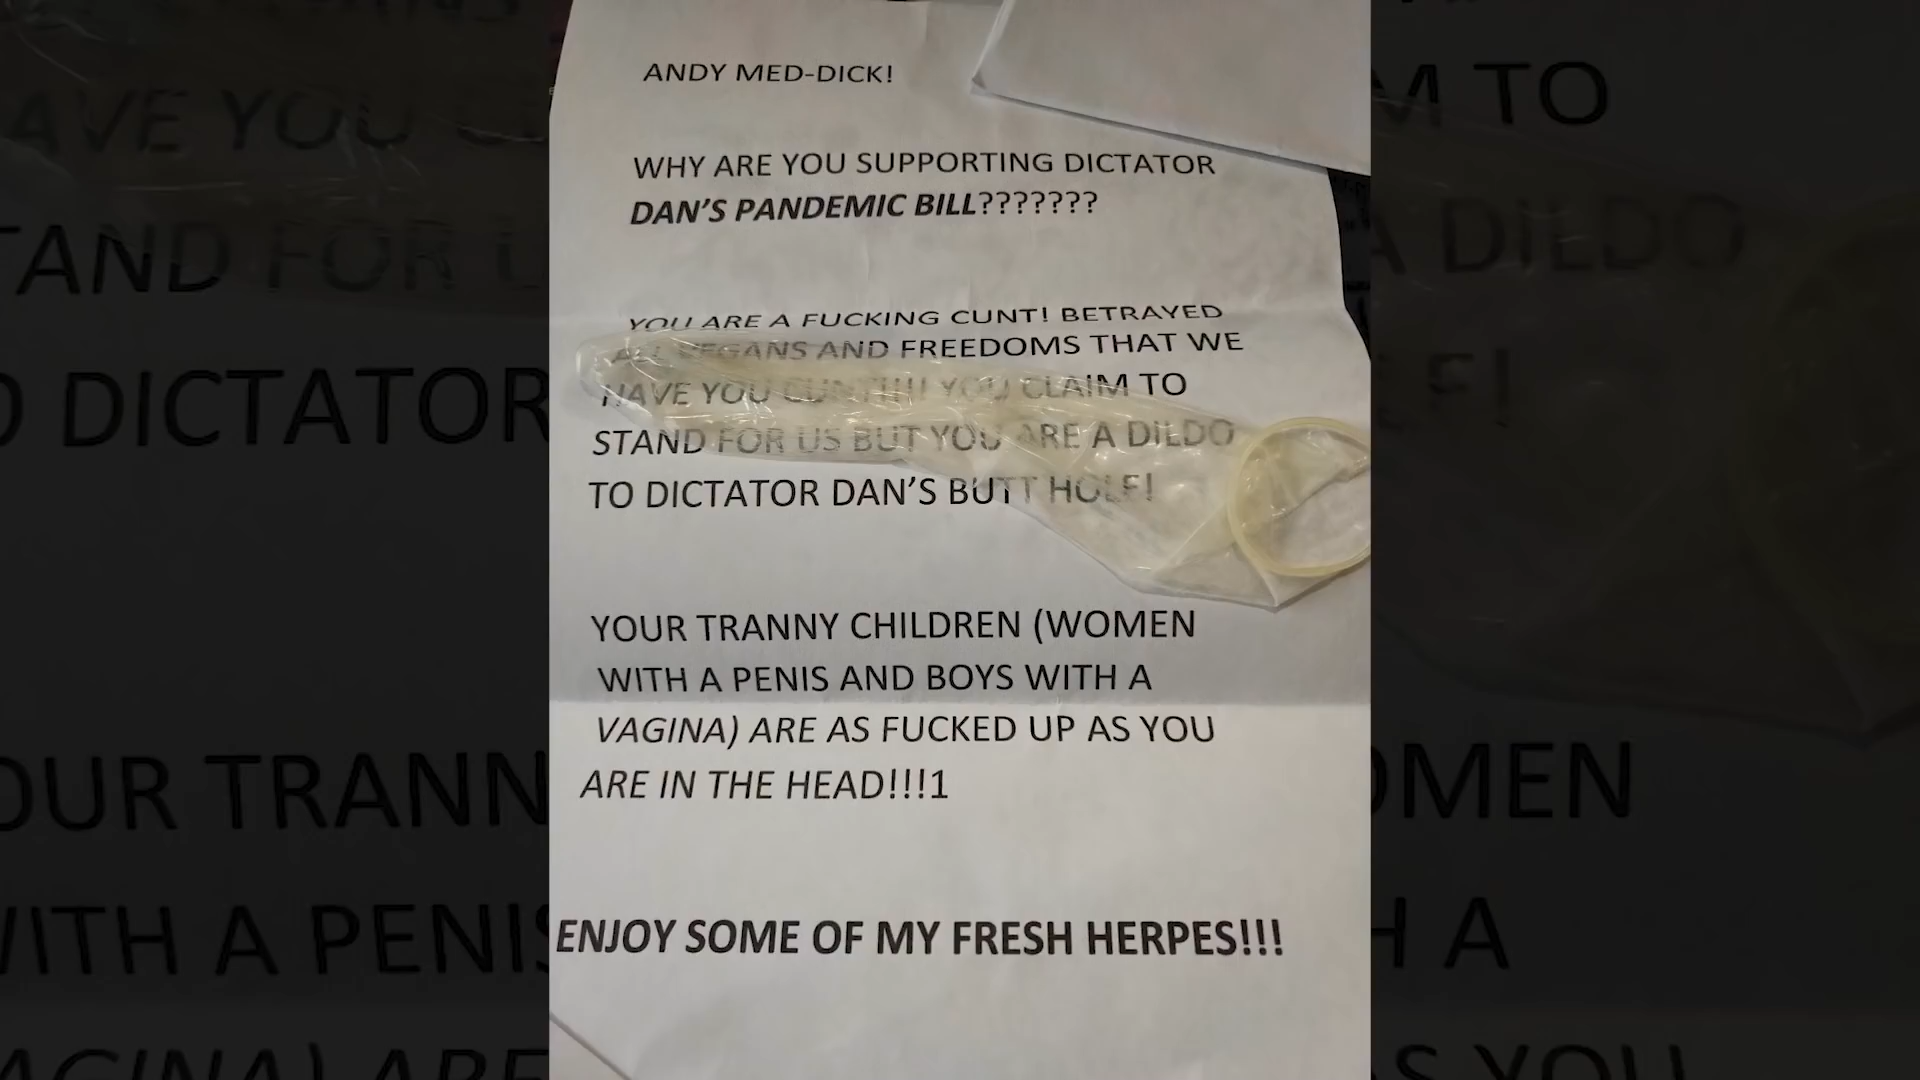 ANDY MED-DICK!
WHY ARE YOU SUPPORTING DICTATOR
DAN'S PANDEMIC BILL???????
YOU ARE A FUCKING CUNT! BETRAYED
ALL VEGANS AND FREEDOMS THAT WE
HAVE YOU CUNT!!!! YOU CLAIM TO
STAND FOR US BUT YOU ARE A DILDO
TO DICTATOR DAN'S BUTT HOLE!
YOUR TRANNY CHILDREN (WOMEN
WITH A PENIS AND BOYS WITH A
VAGINA) ARE AS FUCKED UP AS YOU
ARE IN THE HEAD!!!1
ENJOY SOME OF MY FRESH HERPES!!!